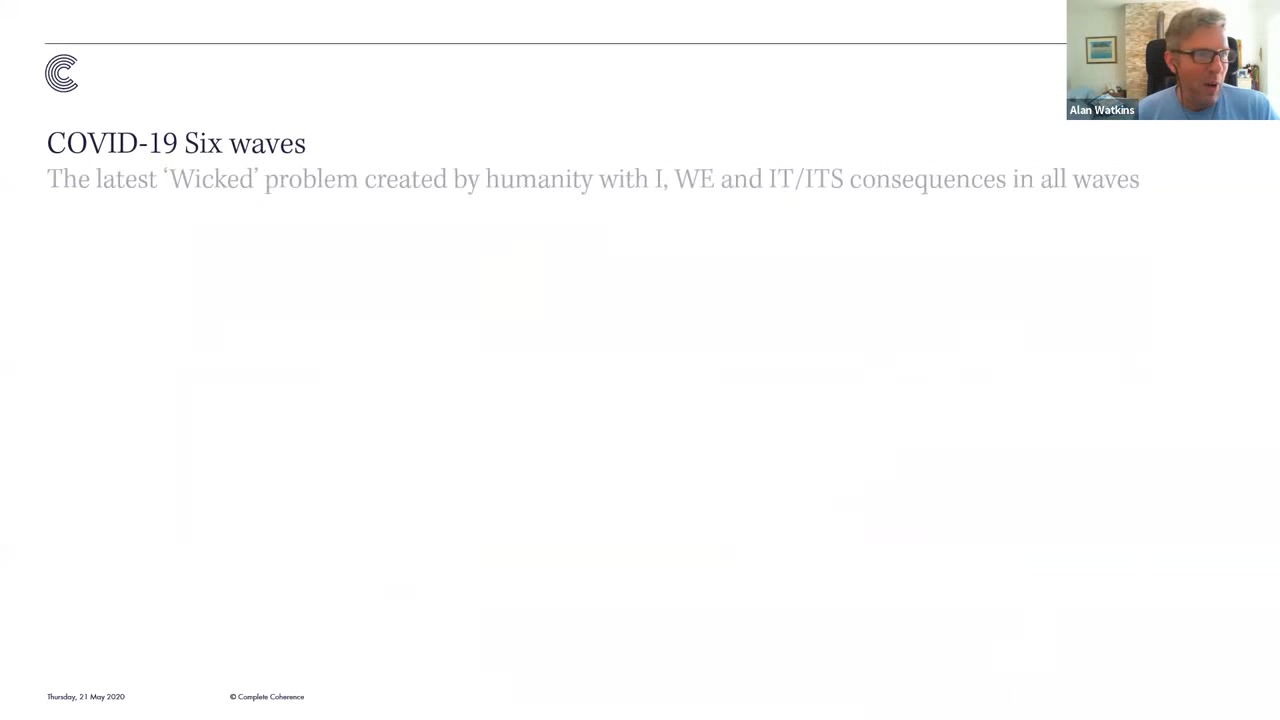 Alan Watkins
COVID-19 Six waves
The latest ‘Wicked’ problem created by humanity with I, WE and IT/ITS consequences in all waves
Thursday, 21 May 2020
© Complete Coherence